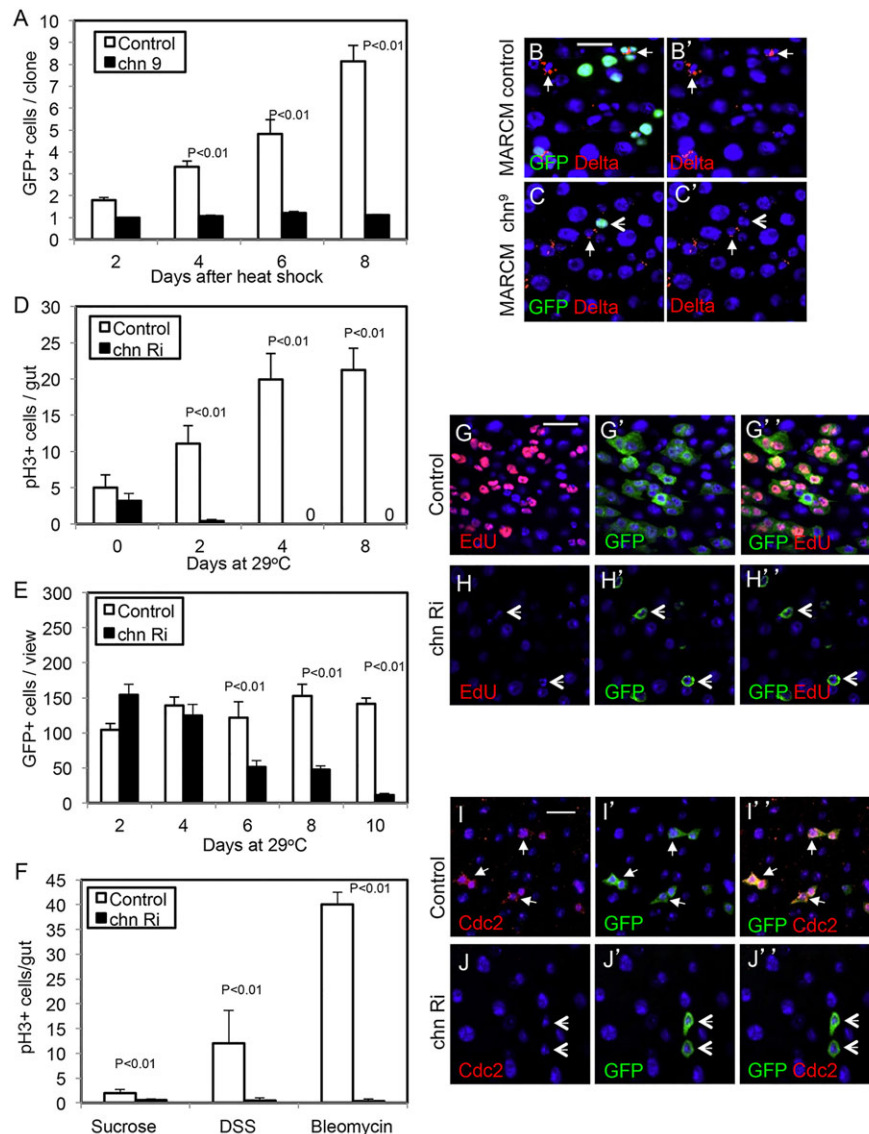 A
Control
chn 9
GFP+ cells / clone
10
9
8
7
6
5
4
3
2
1
0
P<0.01
P<0.01
P<0.01
2 4 6 8
Days after heat shock
B
B'
MARCM control
GFP Delta
Delta
C
C'
MARCM chn⁹
GFP Delta
Delta
D
Control
chn Ri
pH3+ cells / gut
30
25
20
15
10
5
0
P<0.01
P<0.01
P<0.01
0 0
0 2 4 8
Days at 29°C
E
Control
chn Ri
GFP+ cells / view
300
250
200
150
100
50
0
P<0.01
P<0.01
P<0.01
2 4 6 8 10
Days at 29°C
F
Control
chn Ri
pH3+ cells/gut
45
40
35
30
25
20
15
10
5
0
P<0.01
P<0.01
P<0.01
Sucrose DSS Bleomycin
G
G'
G''
Control
EdU
GFP
GFP EdU
H
H'
H''
chn Ri
EdU
GFP
GFP EdU
I
I'
I''
Control
Cdc2
GFP
GFP Cdc2
J
J'
J''
chn Ri
Cdc2
GFP
GFP Cdc2